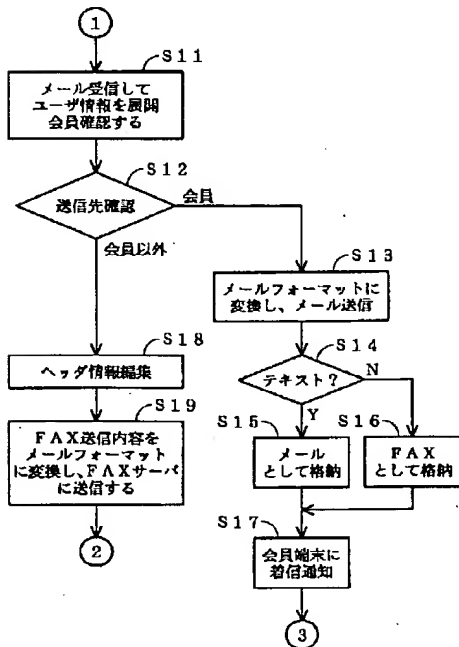 1
S11
メール受信して
ユーザ情報を展開
会員確認する
S12
送信先確認
会員
会員以外
S13
メールフォーマットに
変換し、メール送信
S14
テキスト?
N
Y
S15
メール
として格納
S16
FAX
として格納
S17
会員端末に
着信通知
3
S18
ヘッダ情報編集
S19
FAX送信内容を
メールフォーマット
に変換し、FAXサーバ
に送信する
2